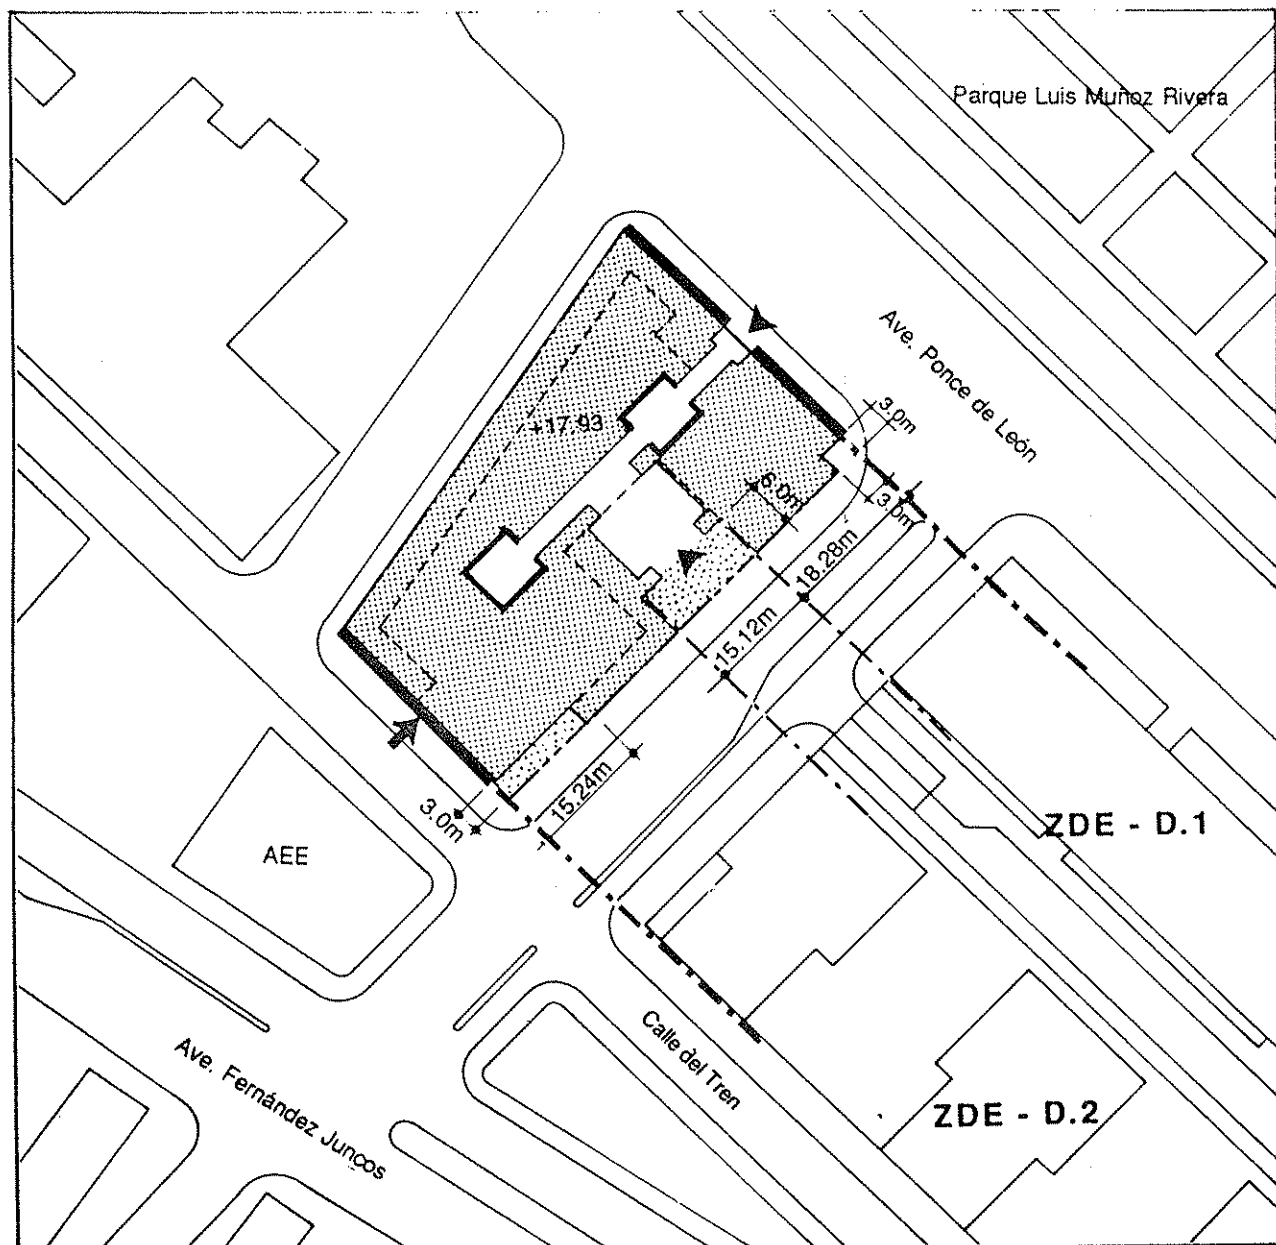 Parque Luis Muñoz Rivera
Ave. Ponce de León
3.0m
+17.93
6.0m
3.0m
18.28m
15.12m
15.24m
3.0m
ZDE - D.1
AEE
Calle del Tren
Ave. Fernández Juncos
ZDE - D.2